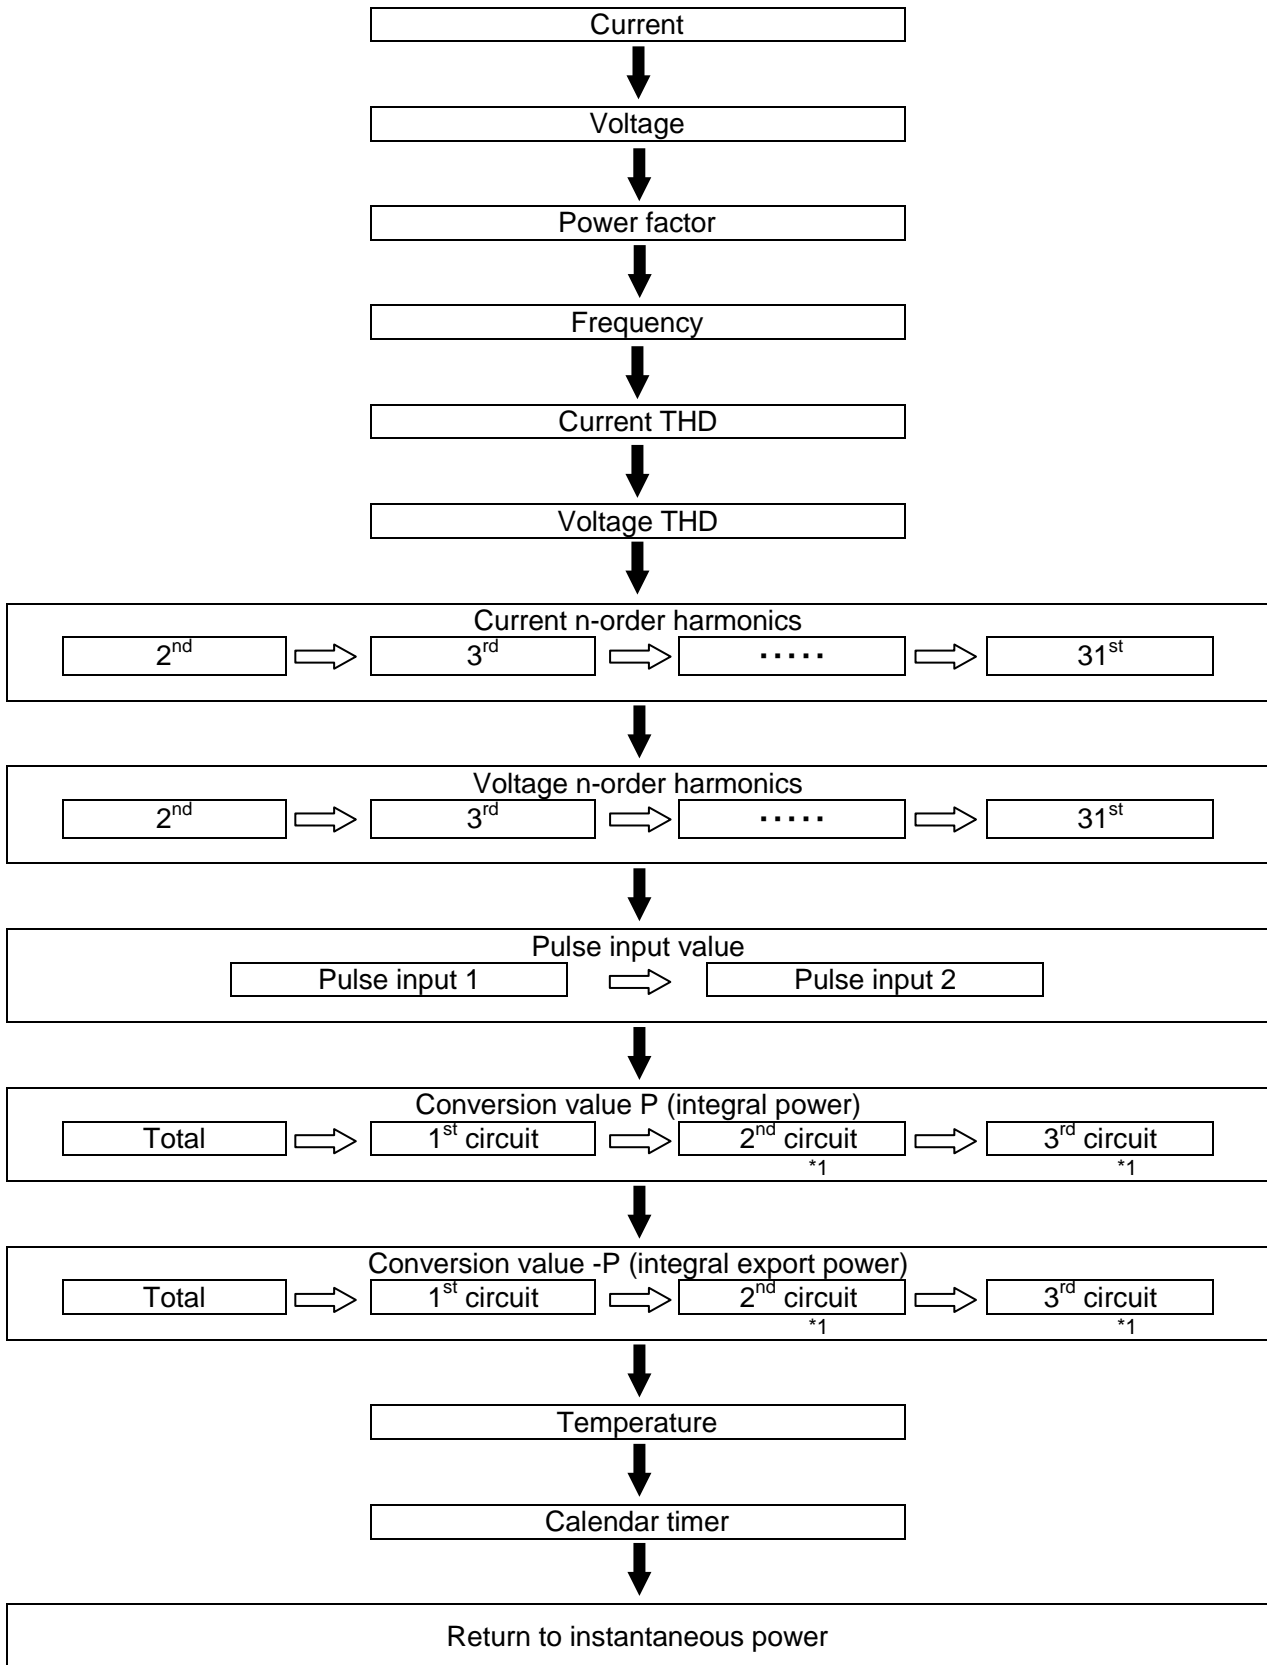 Current
Voltage
Power factor
Frequency
Current THD
Voltage THD
Current n-order harmonics
2nd 3rd ····· 31st
Voltage n-order harmonics
2nd 3rd ····· 31st
Pulse input value
Pulse input 1 Pulse input 2
Conversion value P (integral power)
Total 1st circuit 2nd circuit 3rd circuit
*1 *1
Conversion value -P (integral export power)
Total 1st circuit 2nd circuit 3rd circuit
*1 *1
Temperature
Calendar timer
Return to instantaneous power